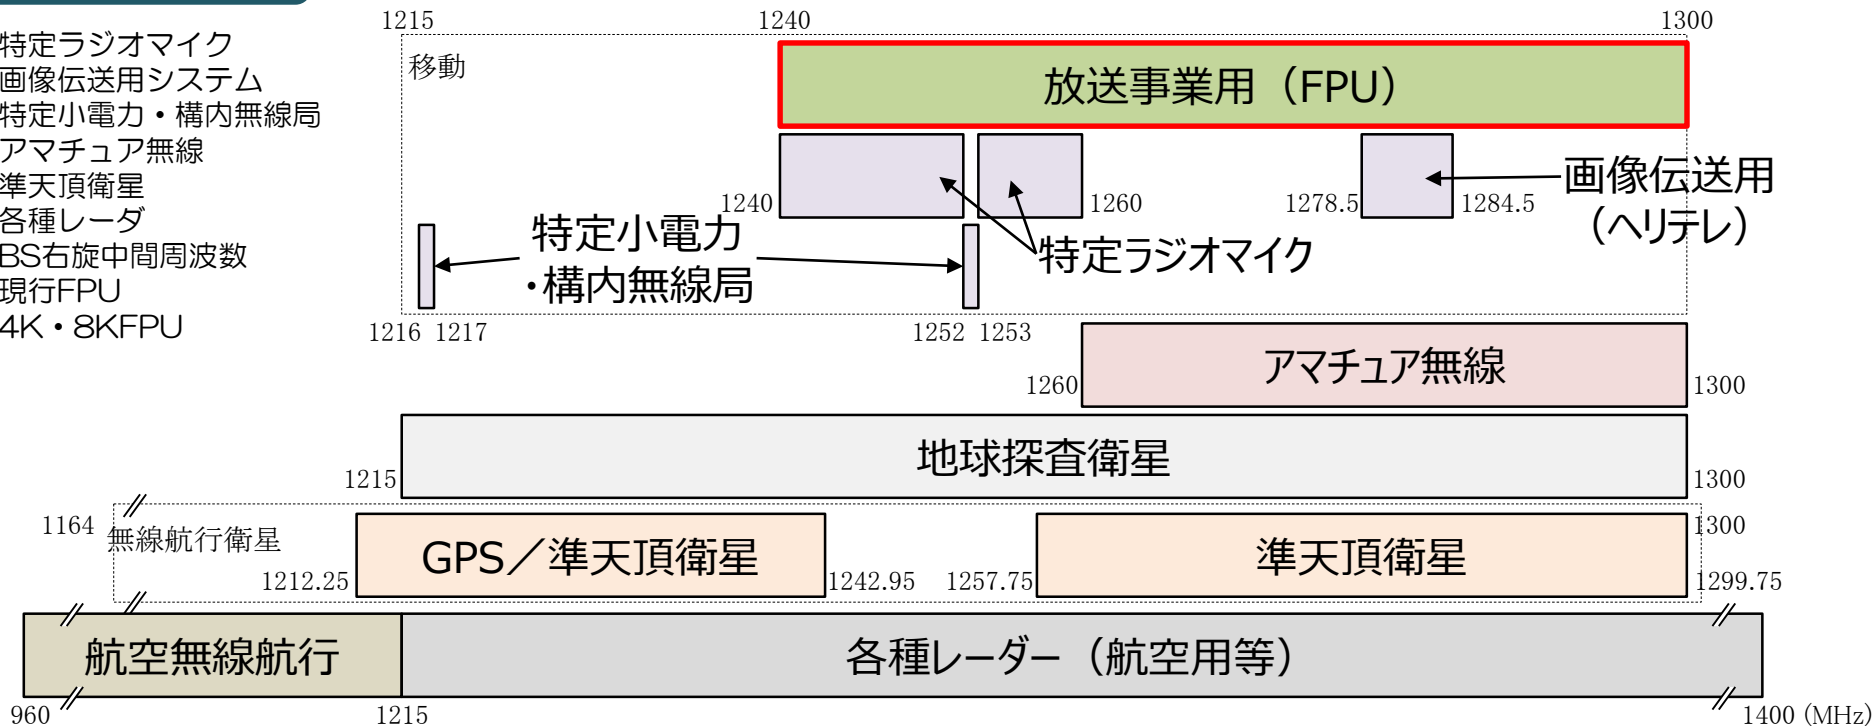 特定ラジオマイク
画像伝送用システム
特定小電力・構内無線局
アマチュア無線
準天頂衛星
各種レーダ
BS右旋中間周波数
現行FPU
4K・8KFPU
1215
1240
1300
移動
放送事業用（FPU）
1240
1260
1278.5
1284.5
画像伝送用
（ヘリテレ）
特定小電力
・構内無線局
特定ラジオマイク
1216
1217
1252
1253
アマチュア無線
1260
1300
地球探査衛星
1215
1300
1164
無線航行衛星
GPS／準天頂衛星
1212.25
1242.95
準天頂衛星
1257.75
1300
1299.75
航空無線航行
各種レーダー（航空用等）
960
1215
1400 (MHz)